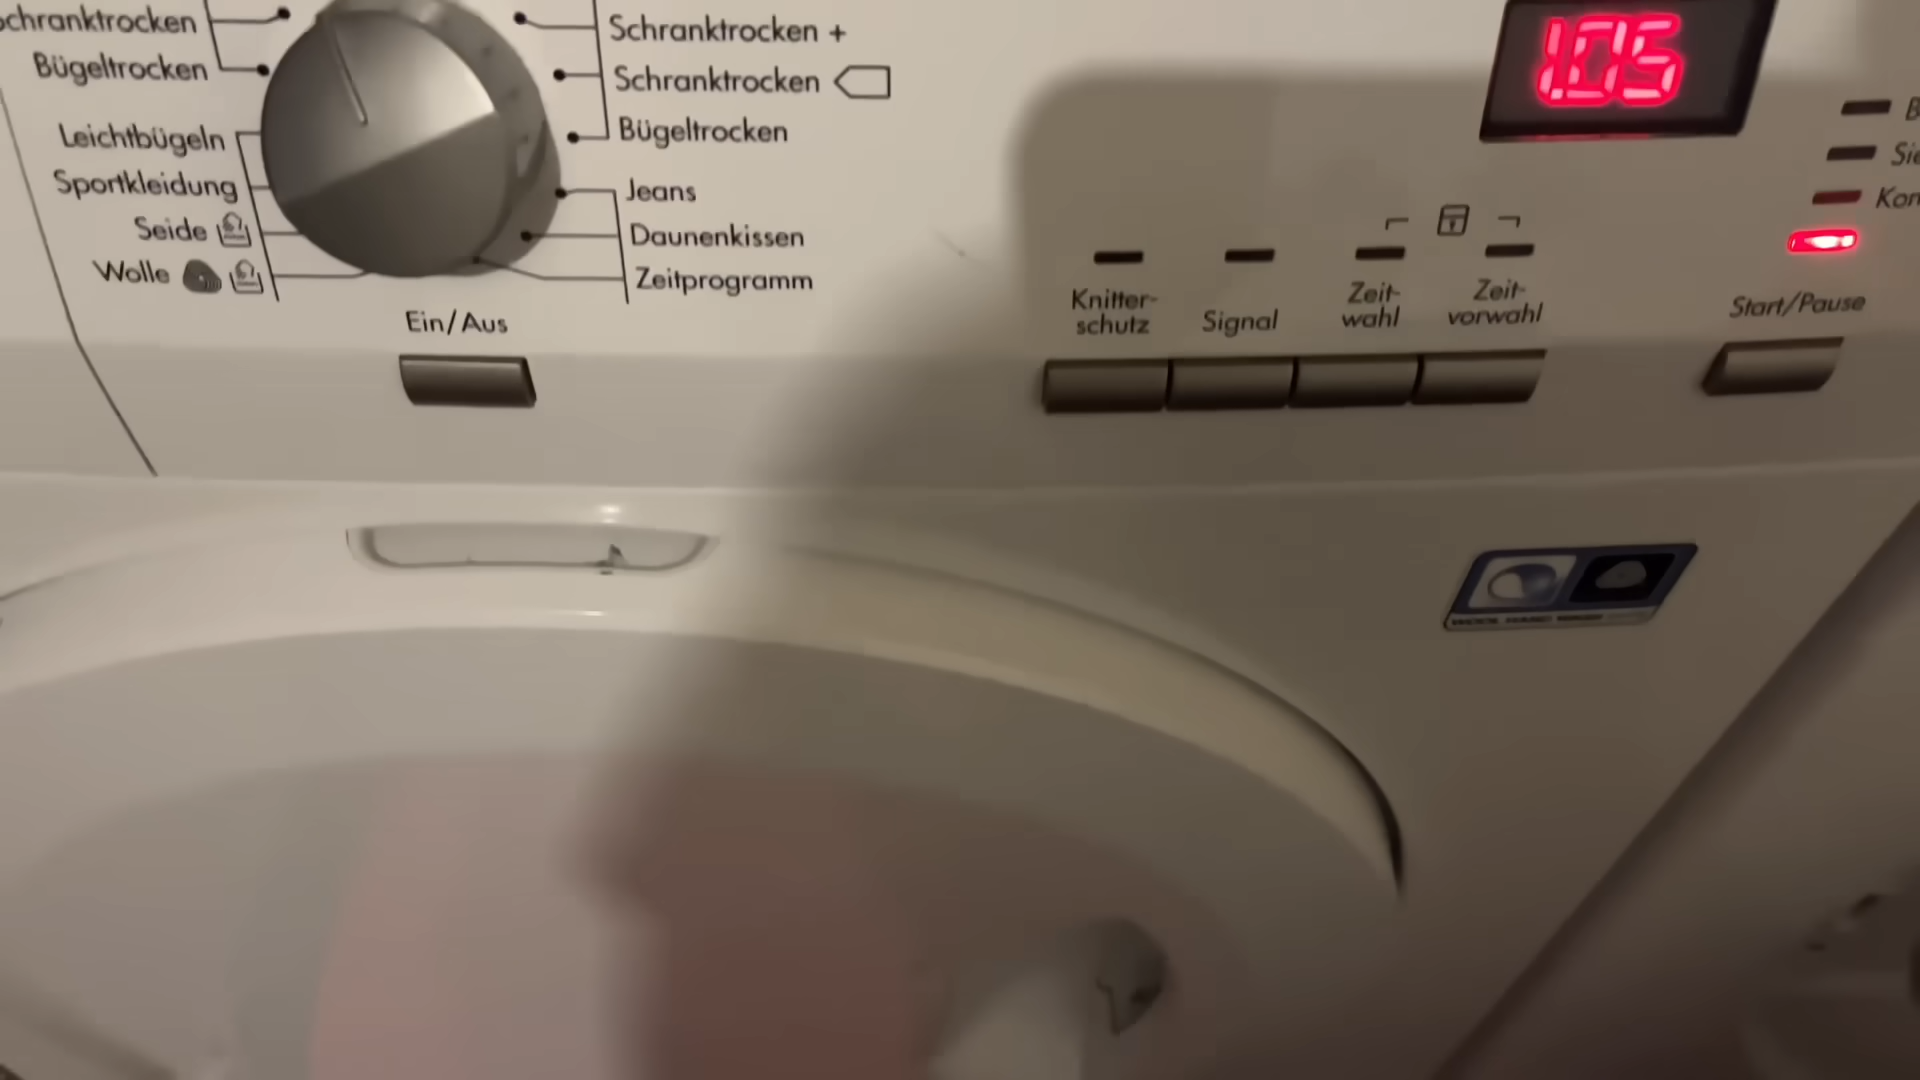 Schranktrocken
Bügeltrocken
Leichtbügeln
Sportkleidung
Seide
Wolle
Schranktrocken +
Schranktrocken
Bügeltrocken
Jeans
Daunenkissen
Zeitprogramm
Ein/Aus
1.05
Knitter-
schutz
Signal
Zeit-
wahl
Zeit-
vorwahl
Start/Pause